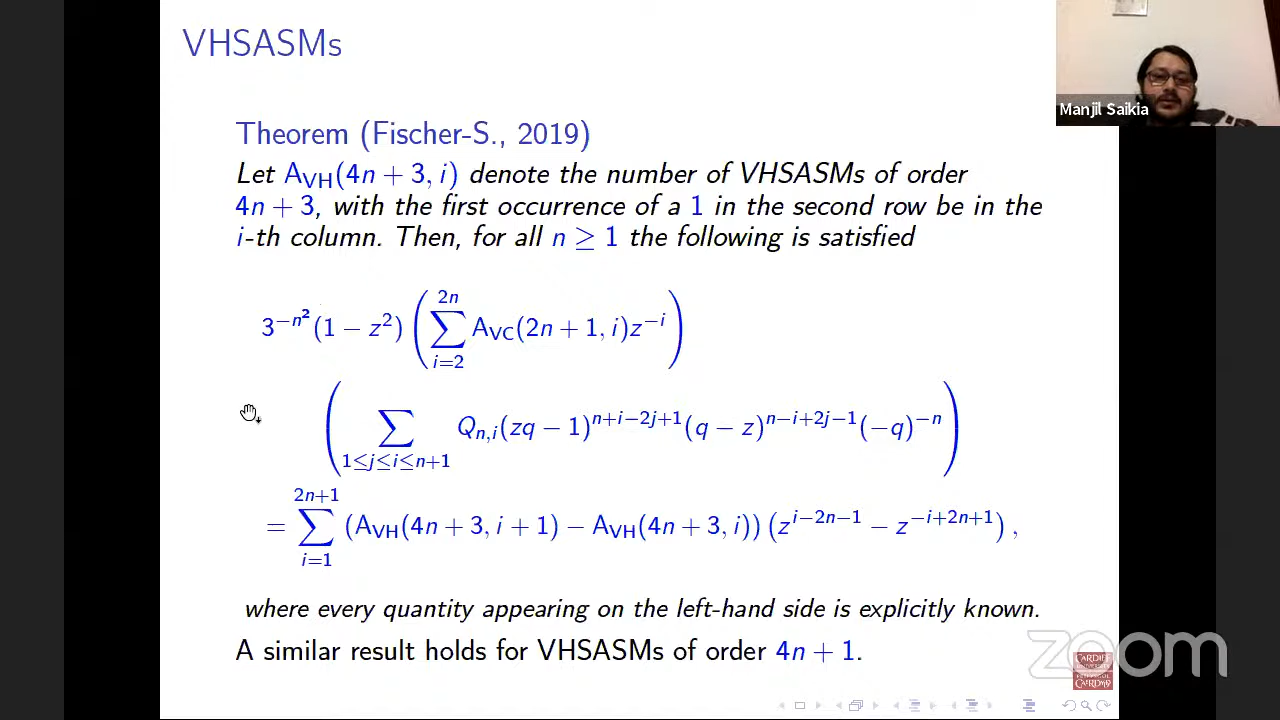 VHSASMs
Manjil Saikia
Theorem (Fischer-S., 2019)
Let A_VH(4n + 3, i) denote the number of VHSASMs of order
4n + 3, with the first occurrence of a 1 in the second row be in the
i-th column. Then, for all n ≥ 1 the following is satisfied
3^{−n^2}(1 − z^2) ( ∑_{i=2}^{2n} A_VC(2n + 1, i)z^{−i} )
( ∑_{1≤j≤i≤n+1} Q_{n,i}(zq − 1)^{n+i−2j+1}(q − z)^{n−i+2j−1}(−q)^{−n} )
= ∑_{i=1}^{2n+1} (A_VH(4n + 3, i + 1) − A_VH(4n + 3, i)) (z^{i−2n−1} − z^{−i+2n+1}) ,
where every quantity appearing on the left-hand side is explicitly known.
A similar result holds for VHSASMs of order 4n + 1.
zoom
CARDIFF
UNIVERSITY
PRIFYSGOL
CAERDYDD